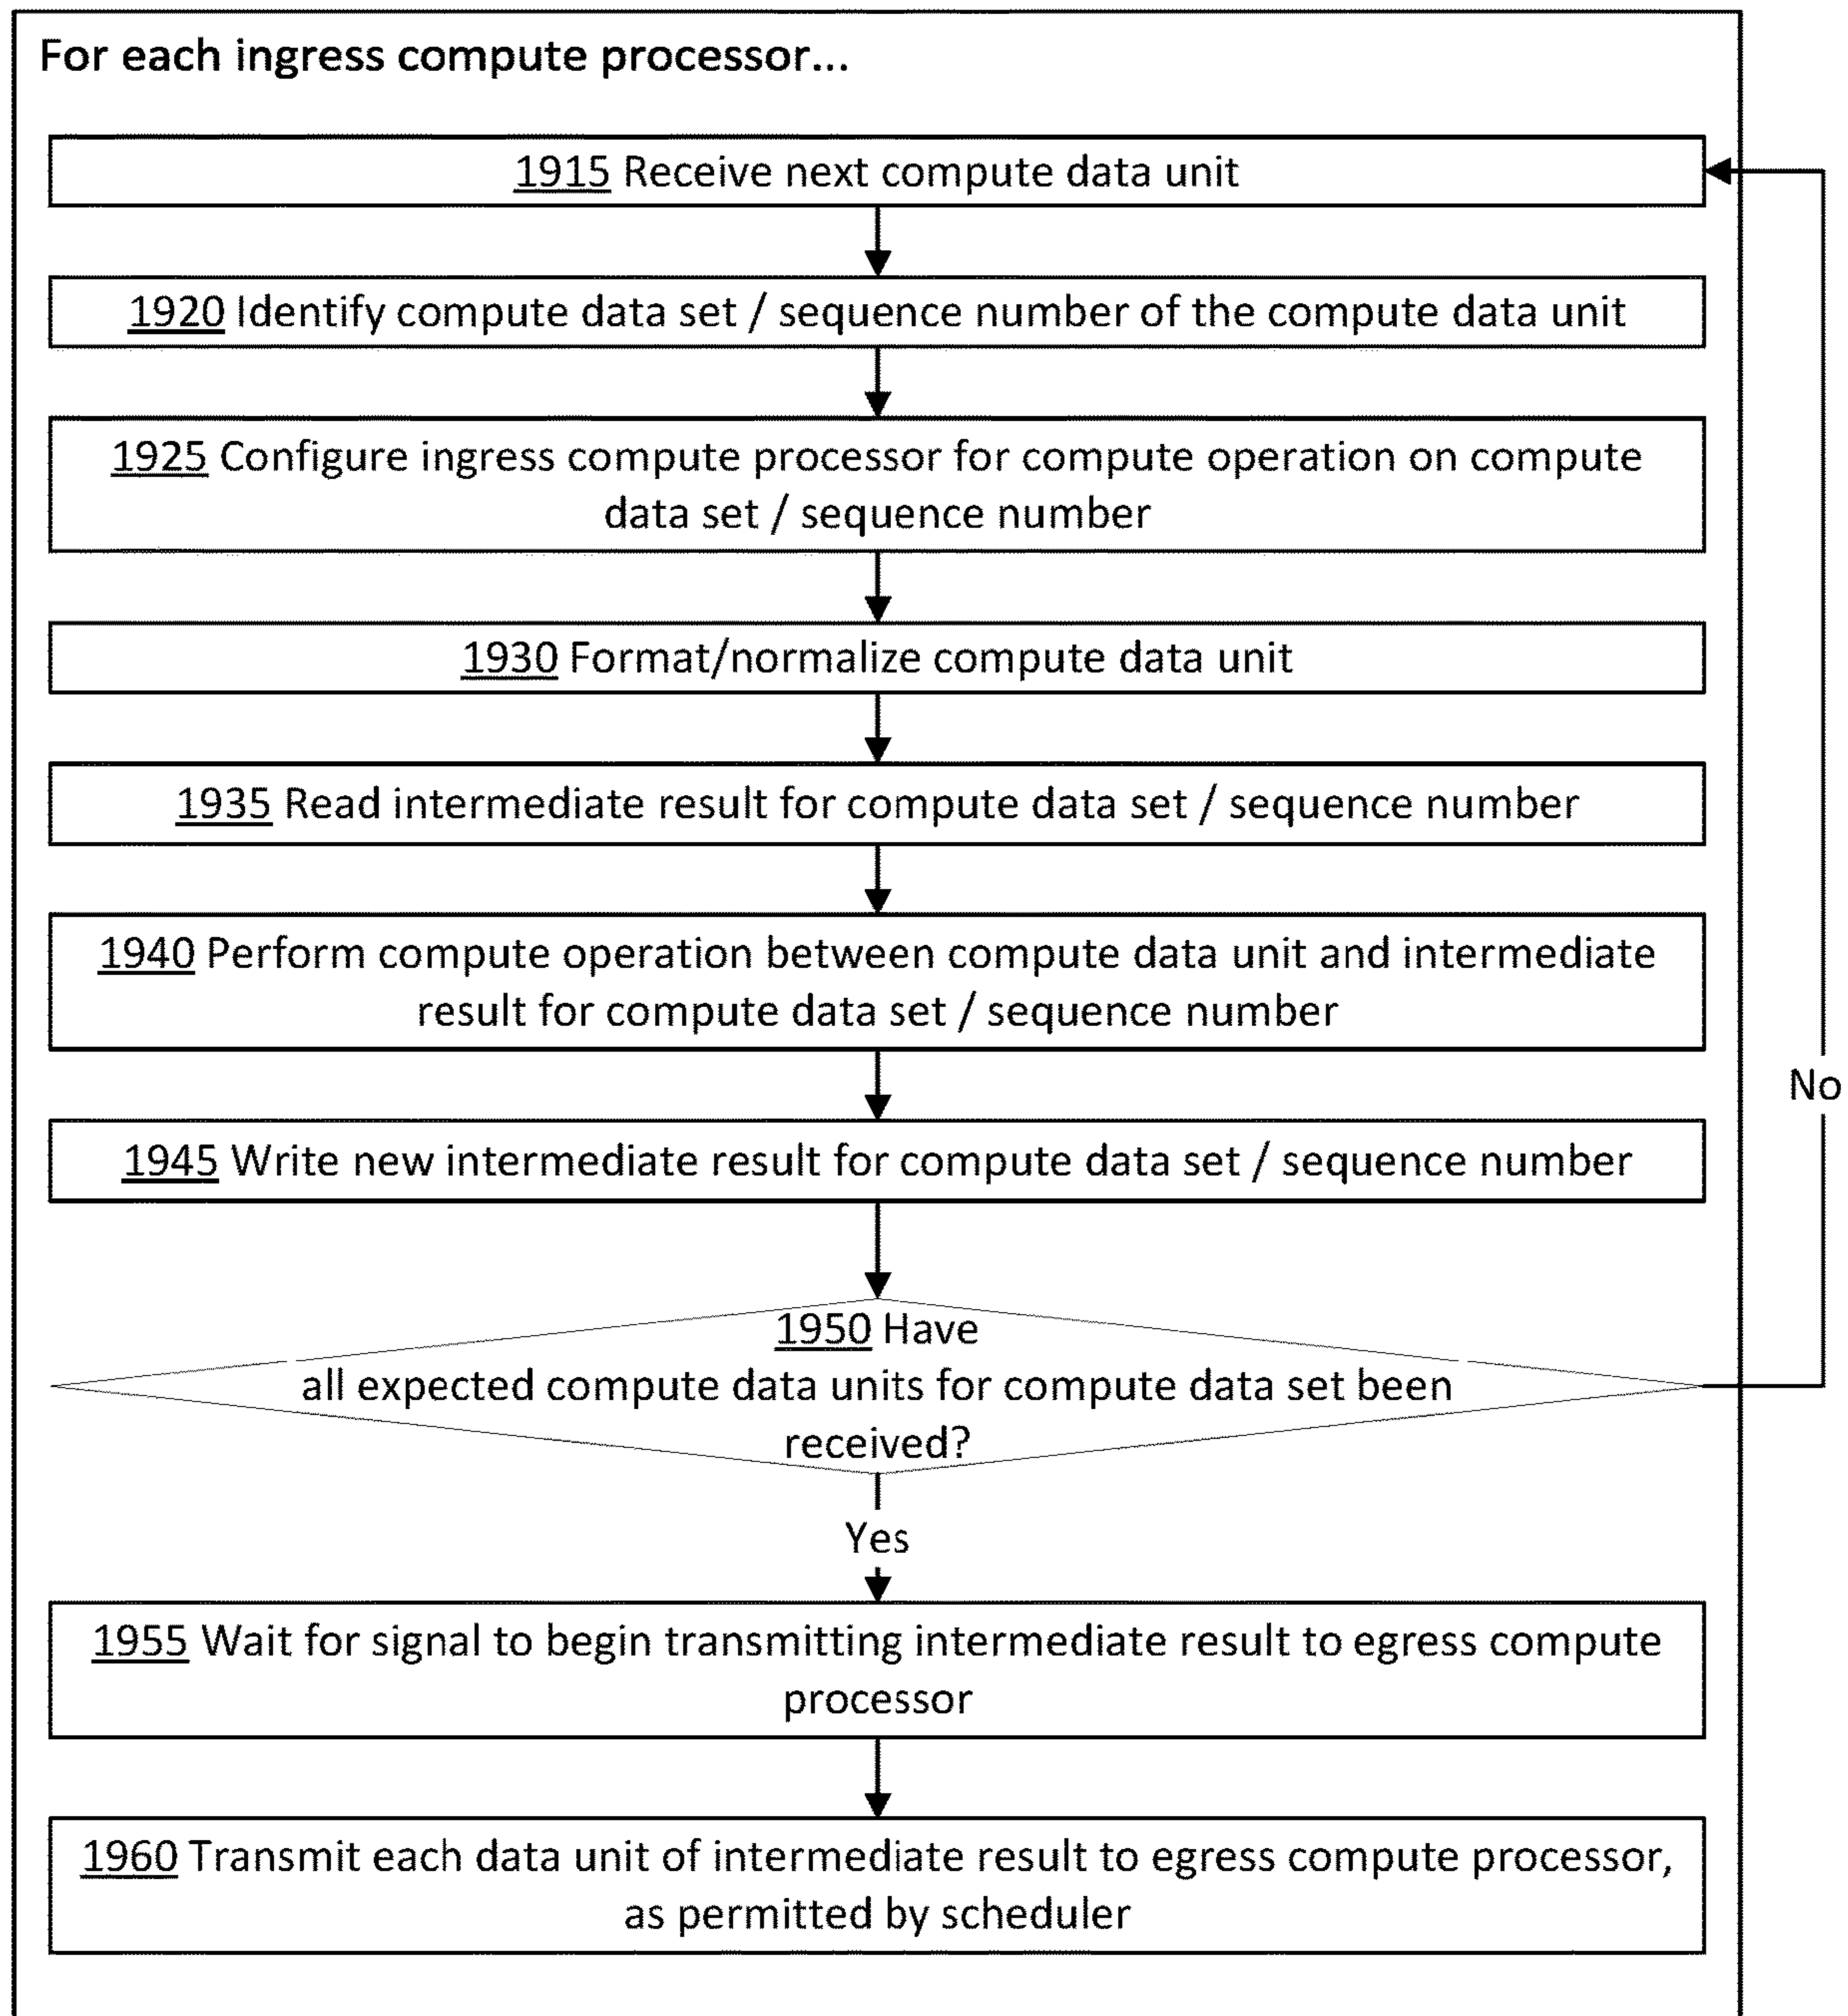 For each ingress compute processor...
1915 Receive next compute data unit
1920 Identify compute data set / sequence number of the compute data unit
1925 Configure ingress compute processor for compute operation on compute
data set / sequence number
1930 Format/normalize compute data unit
1935 Read intermediate result for compute data set / sequence number
1940 Perform compute operation between compute data unit and intermediate
result for compute data set / sequence number
No
1945 Write new intermediate result for compute data set / sequence number
1950 Have
all expected compute data units for compute data set been
received?
Yes
1955 Wait for signal to begin transmitting intermediate result to egress compute
processor
1960 Transmit each data unit of intermediate result to egress compute processor,
as permitted by scheduler